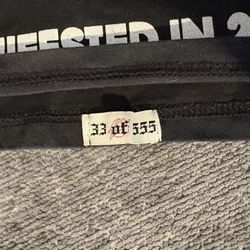 IFESTED IN 2
33 of 555